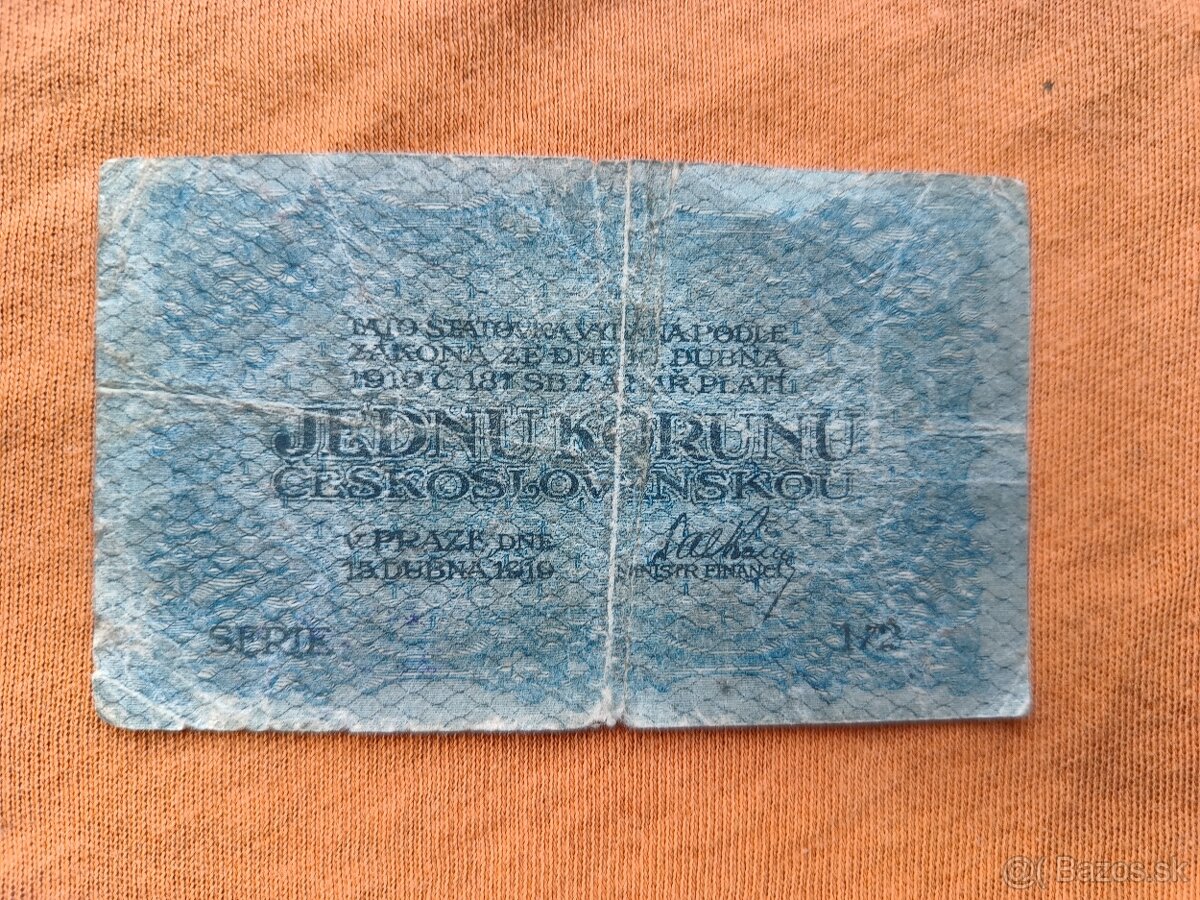 TATO STÁTOVKA VYDANÁ PODLE
ZÁKONA ZE DNE 10. DUBNA
1919 Č. 187 SB. Z. A NAŘ. PLATÍ
JEDNU KORUNU
ČESKOSLOVENSKOU
V PRAZE DNE
15. DUBNA 1919
MINISTR FINANCÍ
SERIE 172
Bazos.sk